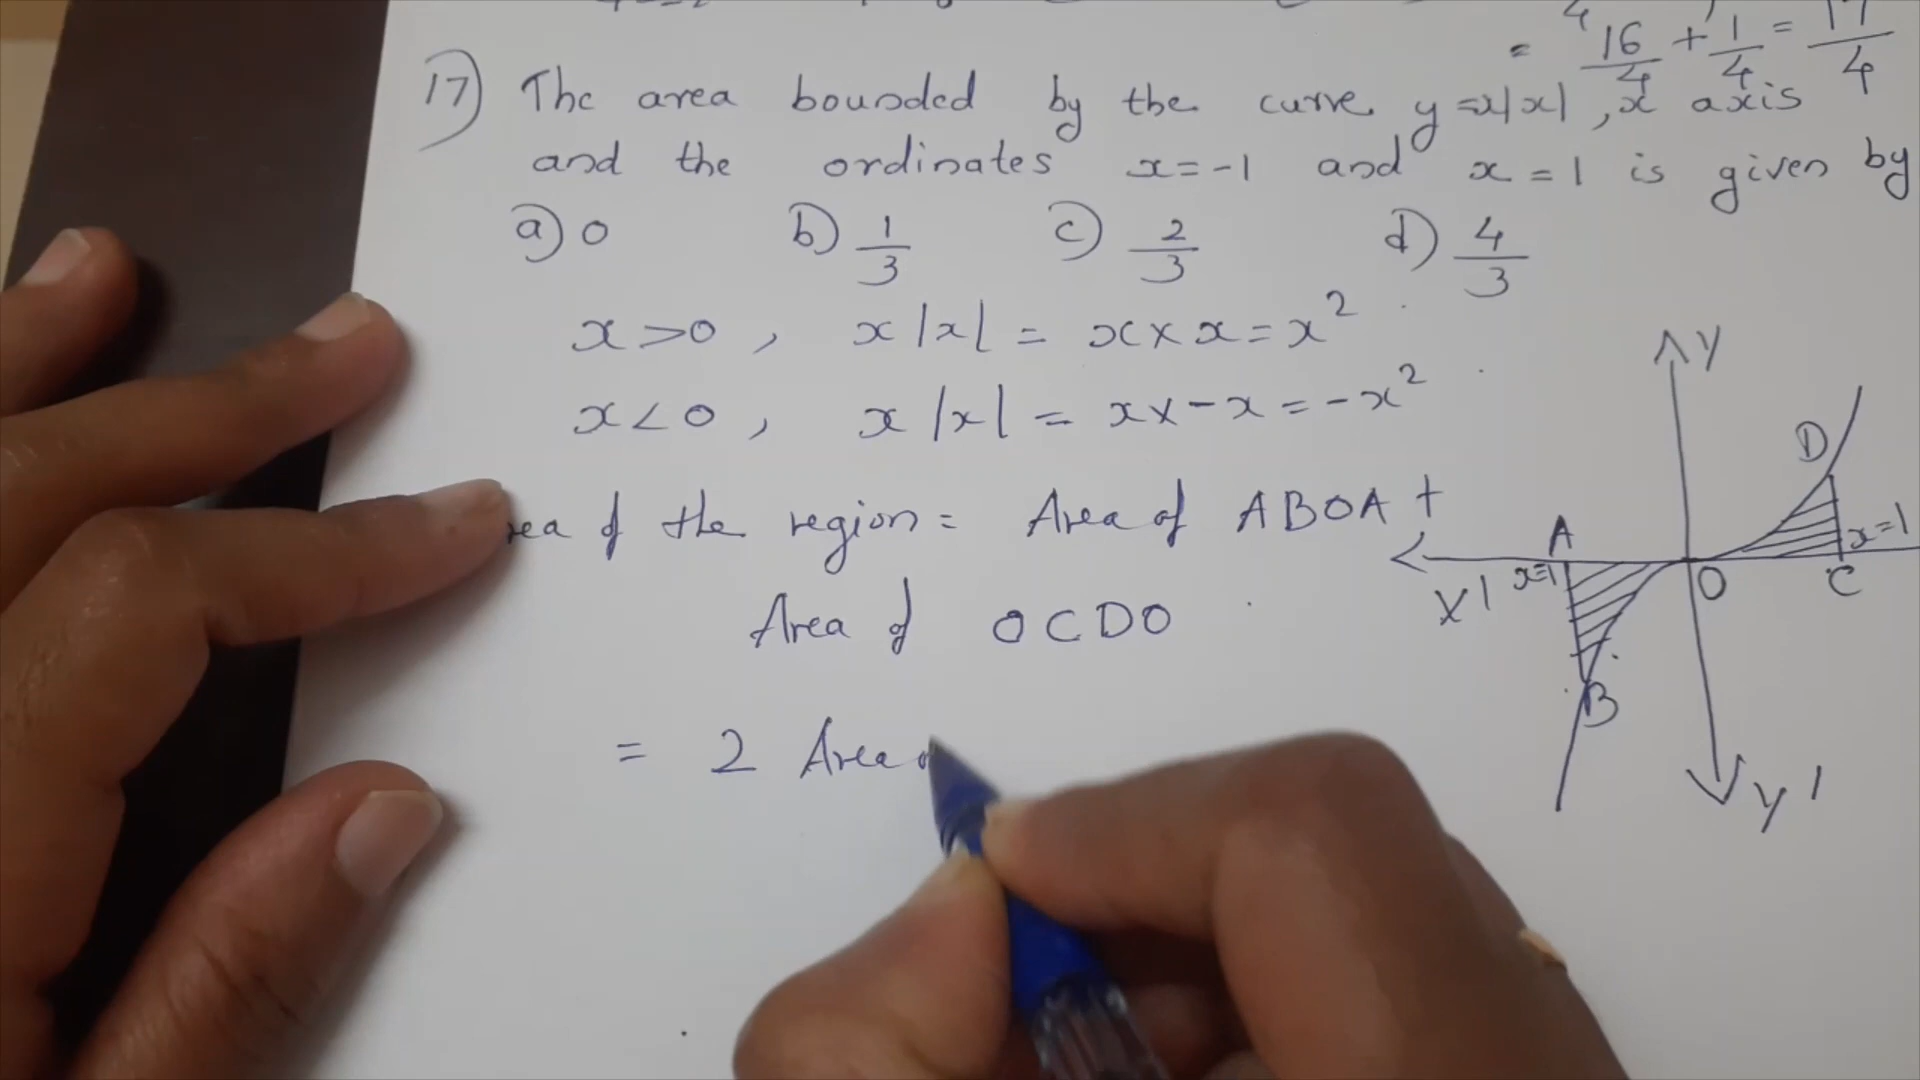 = 16/4 + 1/4 = 17/4
17) The area bounded by the curve y = x|x|, x axis
and the ordinates x = -1 and x = 1 is given by
a) 0 b) 1/3 c) 2/3 d) 4/3
x > 0 , x|x| = x × x = x²
x < 0 , x|x| = x × -x = -x²
rea of the region = Area of ABOA +
Area of OCDO
= 2 Area
Y
D
A x=1
x=1 O C
X'
B
Y'